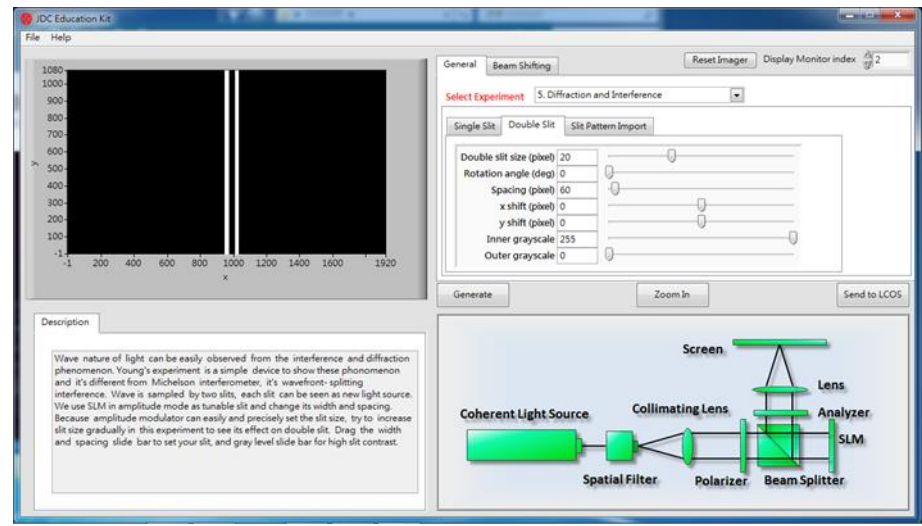 JDC Education Kit
File Help
General Beam Shifting Reset Imager Display Monitor index 2
Select Experiment 5. Diffraction and Interference
Single Slit Double Slit Slit Pattern Import
Double slit size (pixel) 20
Rotation angle (deg) 0
Spacing (pixel) 60
x shift (pixel) 0
y shift (pixel) 0
Inner grayscale 255
Outer grayscale 0
1080
1000
900
800
700
600
500
400
300
200
100
-1
y
-1 200 400 600 800 1000 1200 1400 1600 1920
x
Generate Zoom In Send to LCOS
Description
Wave nature of light can be easily observed from the interference and diffraction
phenomenon. Young's experiment is a simple device to show these phonomenon
and it's different from Michelson interferometer, it's wavefront- splitting
interference. Wave is sampled by two slits, each slit can be seen as new light source.
We use SLM in amplitude mode as tunable slit and change its width and spacing.
Because amplitude modulator can easily and precisely set the slit size, try to increase
slit size gradually in this experiment to see its effect on double slit. Drag the width
and spacing slide bar to set your slit, and gray level slide bar for high slit contrast.
Screen
Lens
Coherent Light Source Collimating Lens Analyzer
SLM
Spatial Filter Polarizer Beam Splitter